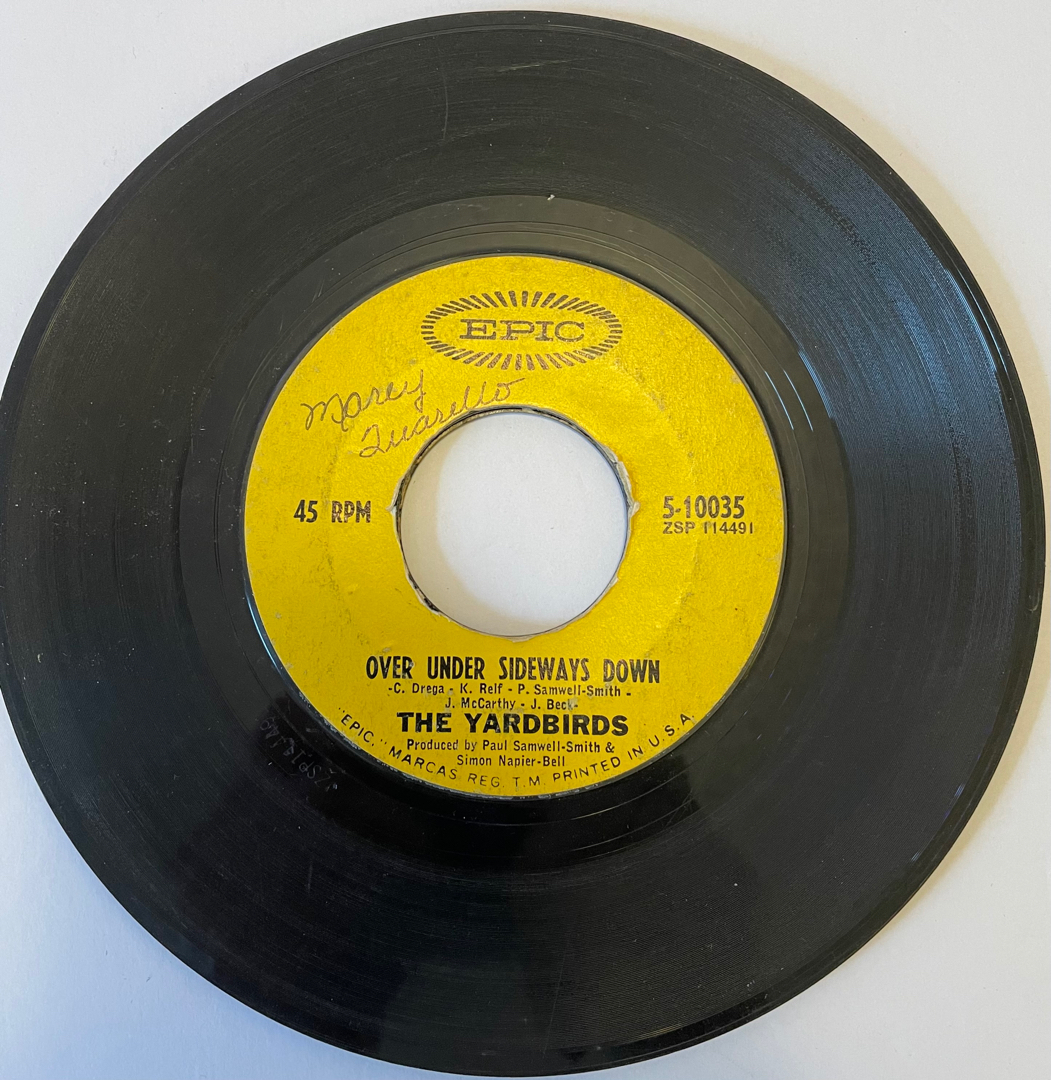 EPIC
Marcy
Quarello
45 RPM
5-10035
ZSP 114491
OVER UNDER SIDEWAYS DOWN
-C. Drega - K. Relf - P. Samwell-Smith -
J. McCarthy - J. Beck-
THE YARDBIRDS
Produced by Paul Samwell-Smith &
Simon Napier-Bell
"EPIC," MARCAS REG. T.M. PRINTED IN U.S.A.